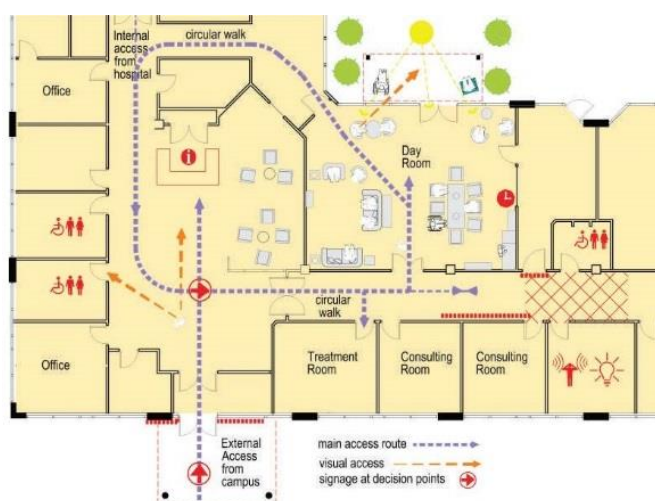 Internal
access
from
hospital
circular walk
Office
Day
Room
circular
walk
Office
Treatment
Room
Consulting
Room
Consulting
Room
External
Access
from
campus
main access route
visual access
signage at decision points